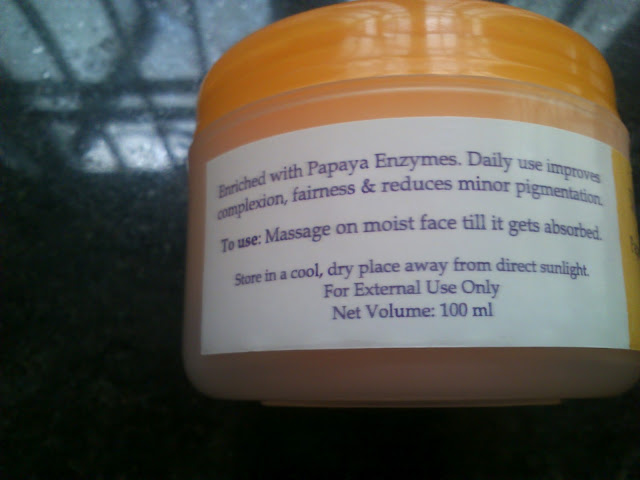 Enriched with Papaya Enzymes. Daily use improves
complexion, fairness & reduces minor pigmentation.
To use: Massage on moist face till it gets absorbed.
Store in a cool, dry place away from direct sunlight.
For External Use Only
Net Volume: 100 ml